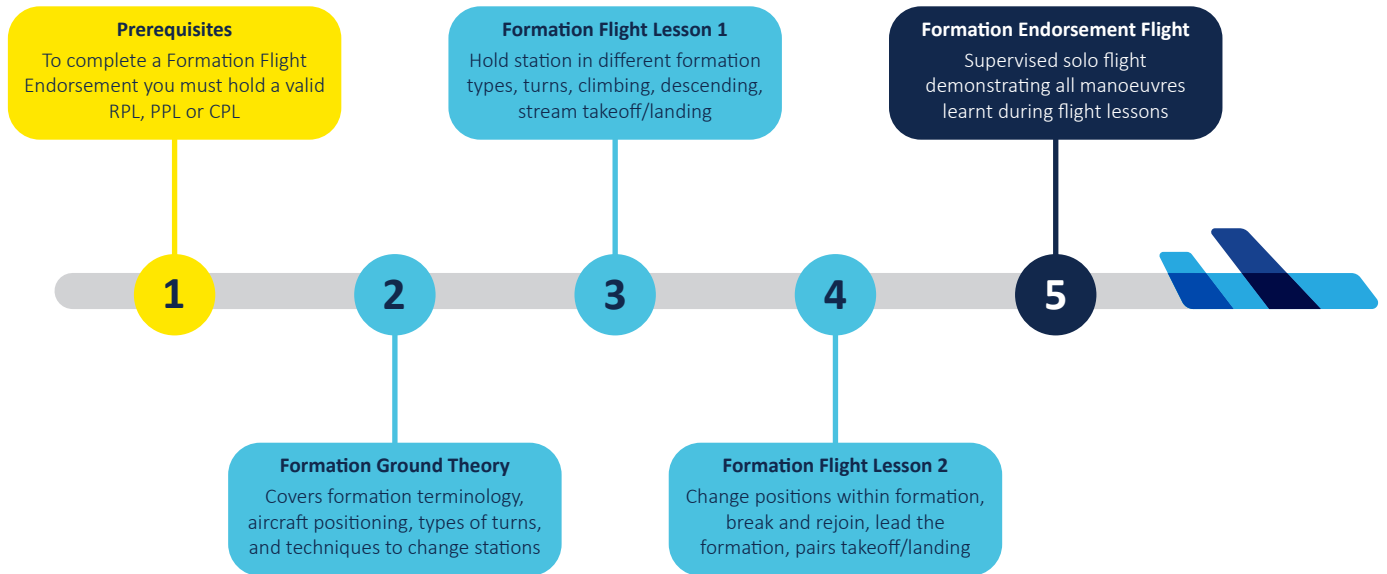 Prerequisites
To complete a Formation Flight
Endorsement you must hold a valid
RPL, PPL or CPL
Formation Flight Lesson 1
Hold station in different formation
types, turns, climbing, descending,
stream takeoff/landing
Formation Endorsement Flight
Supervised solo flight
demonstrating all manoeuvres
learnt during flight lessons
1
2
3
4
5
Formation Ground Theory
Covers formation terminology,
aircraft positioning, types of turns,
and techniques to change stations
Formation Flight Lesson 2
Change positions within formation,
break and rejoin, lead the
formation, pairs takeoff/landing